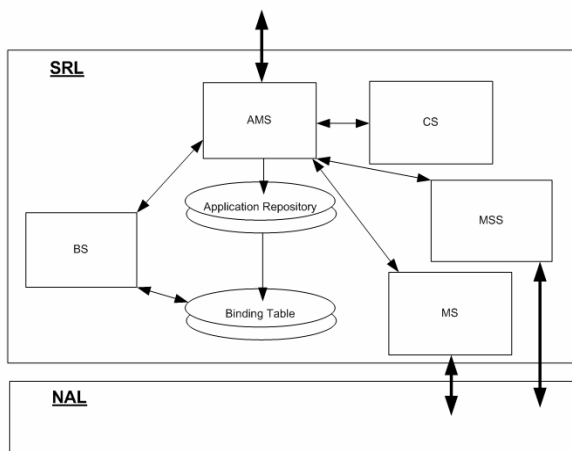 SRL
AMS
CS
Application Repository
MSS
BS
Binding Table
MS
NAL